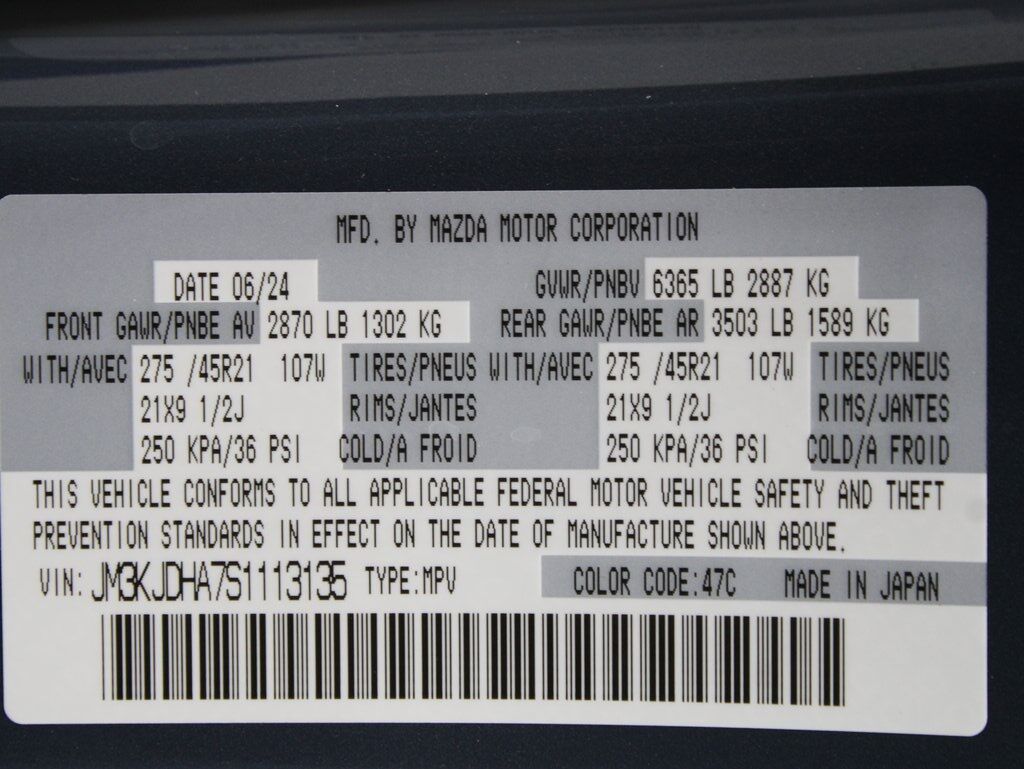 MFD. BY MAZDA MOTOR CORPORATION
DATE 06/24 GVWR/PNBV 6365 LB 2887 KG
FRONT GAWR/PNBE AV 2870 LB 1302 KG REAR GAWR/PNBE AR 3503 LB 1589 KG
WITH/AVEC 275 /45R21 107W TIRES/PNEUS WITH/AVEC 275 /45R21 107W TIRES/PNEUS
21X9 1/2J RIMS/JANTES 21X9 1/2J RIMS/JANTES
250 KPA/36 PSI COLD/A FROID 250 KPA/36 PSI COLD/A FROID
THIS VEHICLE CONFORMS TO ALL APPLICABLE FEDERAL MOTOR VEHICLE SAFETY AND THEFT
PREVENTION STANDARDS IN EFFECT ON THE DATE OF MANUFACTURE SHOWN ABOVE.
VIN: JM3KJDHA7S1113135 TYPE:MPV COLOR CODE:47C MADE IN JAPAN